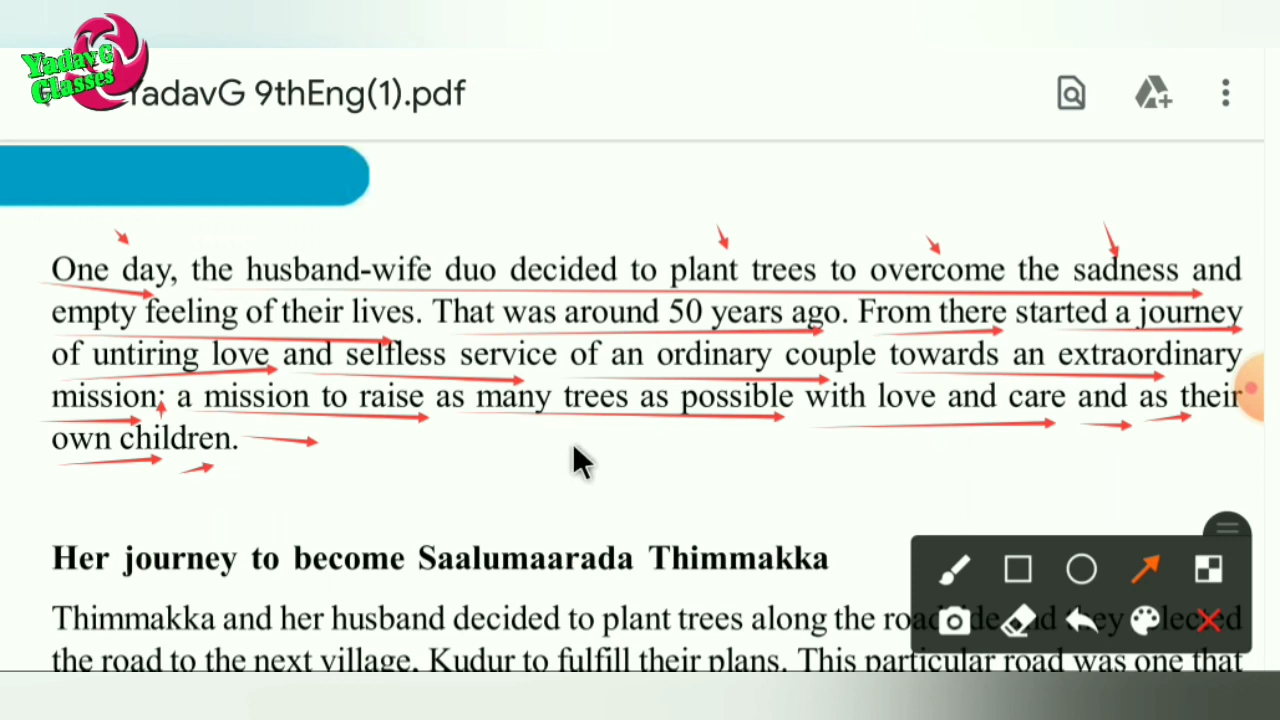 YadavG
Classes
YadavG 9thEng(1).pdf
One day, the husband-wife duo decided to plant trees to overcome the sadness and
empty feeling of their lives. That was around 50 years ago. From there started a journey
of untiring love and selfless service of an ordinary couple towards an extraordinary
mission; a mission to raise as many trees as possible with love and care and as their
own children.
Her journey to become Saalumaarada Thimmakka
Thimmakka and her husband decided to plant trees along the and they
the road to the next village, Kudur to fulfill their plans. This particular road was one that